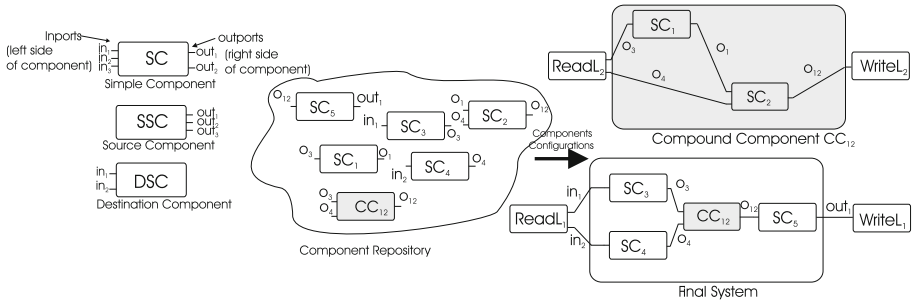 Inports
(left side
of component)
in1
in2
in3
SC
outports
out1
(right side
out2
of component)
Simple Component
SSC
out1
out2
out3
Source Component
in1
in2
DSC
Destination Component
O12
SC5
out1
in1
SC3
O3
O1
O4
SC2
O12
O3
SC1
O1
in2
SC4
O4
O3
O4
CC12
O12
Component Repository
Components
Configurations
ReadL2
O3
SC1
O1
O4
SC2
O12
WriteL2
Compound Component CC12
ReadL1
in1
in2
SC3
O3
SC4
O4
CC12
O12
SC5
out1
WriteL1
Final System